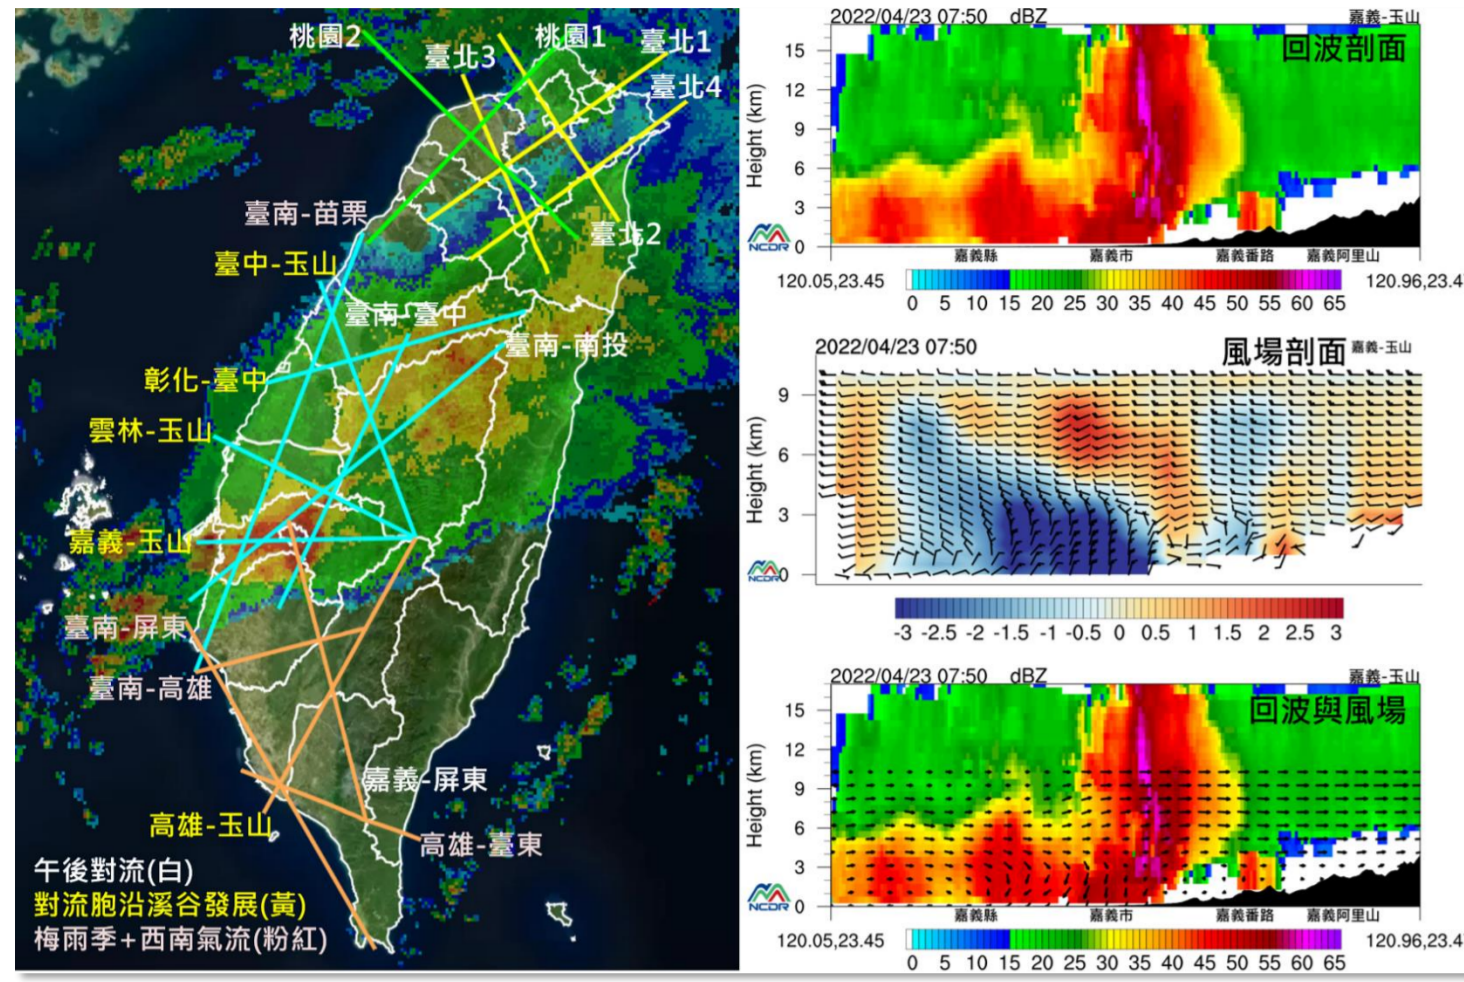 桃園2
桃園1
臺北3
臺北1
臺北4
臺南-苗栗
臺北2
臺中-玉山
臺南-臺中
臺南-南投
彰化-臺中
雲林-玉山
嘉義-玉山
臺南-屏東
臺南-高雄
嘉義-屏東
高雄-玉山
高雄-臺東
午後對流(白)
對流胞沿溪谷發展(黃)
梅雨季+西南氣流(粉紅)
2022/04/23 07:50 dBZ 嘉義-玉山
回波剖面
Height (km)
15
12
9
6
3
0
NCDR
嘉義縣 嘉義市 嘉義番路 嘉義阿里山
120.05,23.45
0 5 10 15 20 25 30 35 40 45 50 55 60 65
120.96,23.4
2022/04/23 07:50 風場剖面 嘉義-玉山
Height (km)
9
6
3
0
NCDR
-3 -2.5 -2 -1.5 -1 -0.5 0 0.5 1 1.5 2 2.5 3
2022/04/23 07:50 dBZ 嘉義-玉山
回波與風場
Height (km)
15
12
9
6
3
0
NCDR
嘉義縣 嘉義市 嘉義番路 嘉義阿里山
120.05,23.45
0 5 10 15 20 25 30 35 40 45 50 55 60 65
120.96,23.4